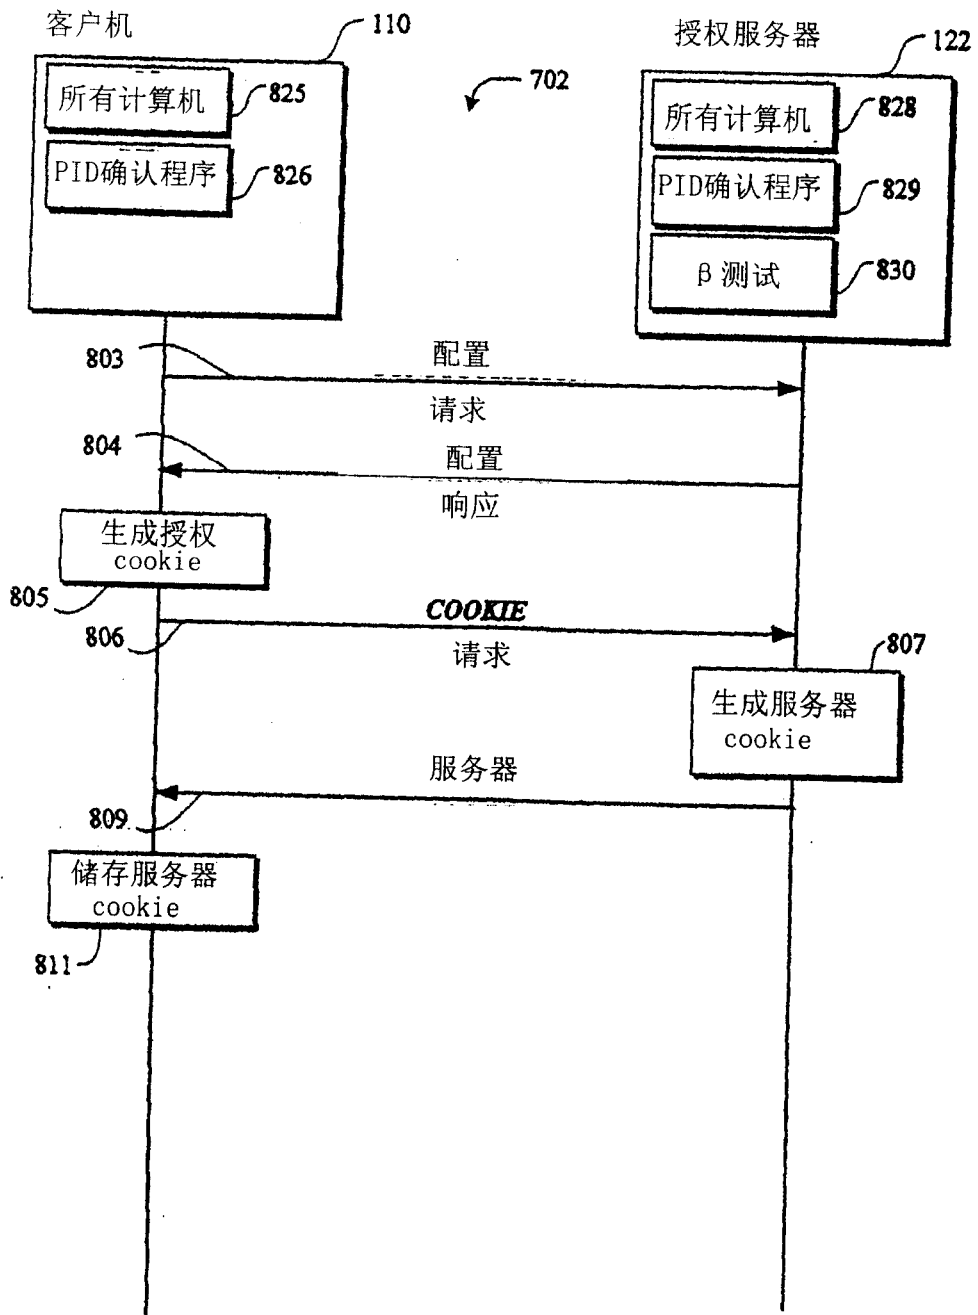 客户机
110
授权服务器
122
所有计算机
825
702
所有计算机
828
PID确认程序
826
PID确认程序
829
β测试
830
803
配置
请求
804
配置
响应
生成授权
cookie
805
COOKIE
806
请求
807
生成服务器
cookie
服务器
809
储存服务器
cookie
811